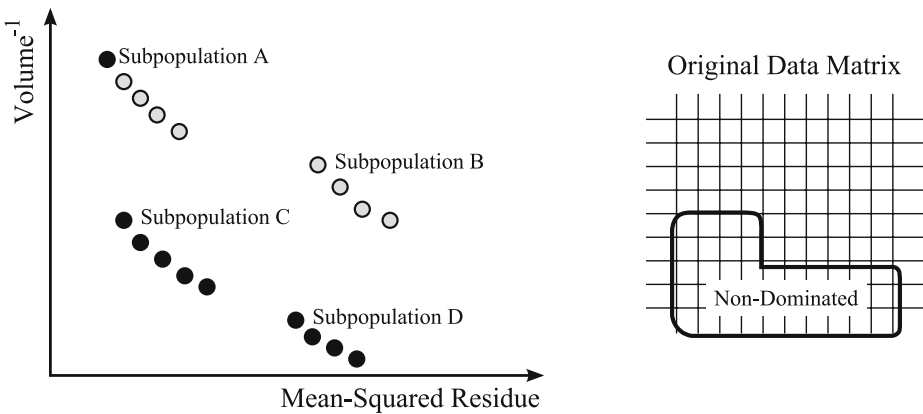 Volume⁻¹
Subpopulation A
Subpopulation B
Subpopulation C
Subpopulation D
Mean-Squared Residue
Original Data Matrix
Non-Dominated